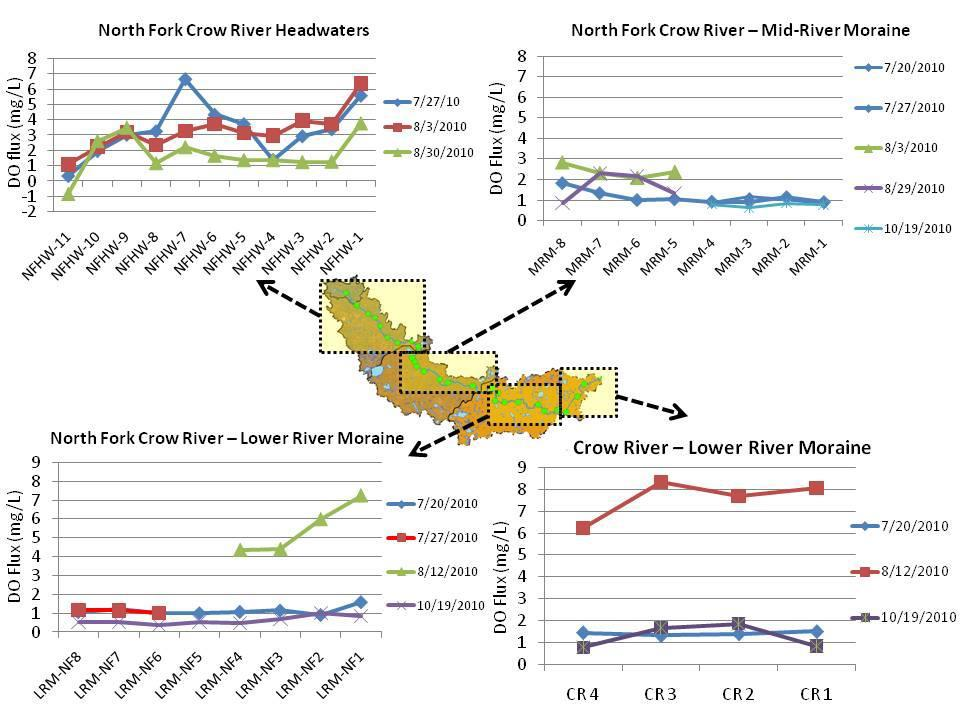 North Fork Crow River Headwaters
DO flux (mg/L)
8
7
6
5
4
3
2
1
0
-1
-2
NFHW-11
NFHW-10
NFHW-9
NFHW-8
NFHW-7
NFHW-6
NFHW-5
NFHW-4
NFHW-3
NFHW-2
NFHW-1
7/27/10
8/3/2010
8/30/2010
North Fork Crow River – Mid-River Moraine
DO Flux (mg/L)
8
7
6
5
4
3
2
1
0
MRM-8
MRM-7
MRM-6
MRM-5
MRM-4
MRM-3
MRM-2
MRM-1
7/20/2010
7/27/2010
8/3/2010
8/29/2010
10/19/2010
North Fork Crow River – Lower River Moraine
DO Flux (mg/L)
9
8
7
6
5
4
3
2
1
0
LRM-NF8
LRM-NF7
LRM-NF6
LRM-NF5
LRM-NF4
LRM-NF3
LRM-NF2
LRM-NF1
7/20/2010
7/27/2010
8/12/2010
10/19/2010
Crow River – Lower River Moraine
DO Flux (mg/L)
9
8
7
6
5
4
3
2
1
0
CR4
CR3
CR2
CR1
7/20/2010
8/12/2010
10/19/2010